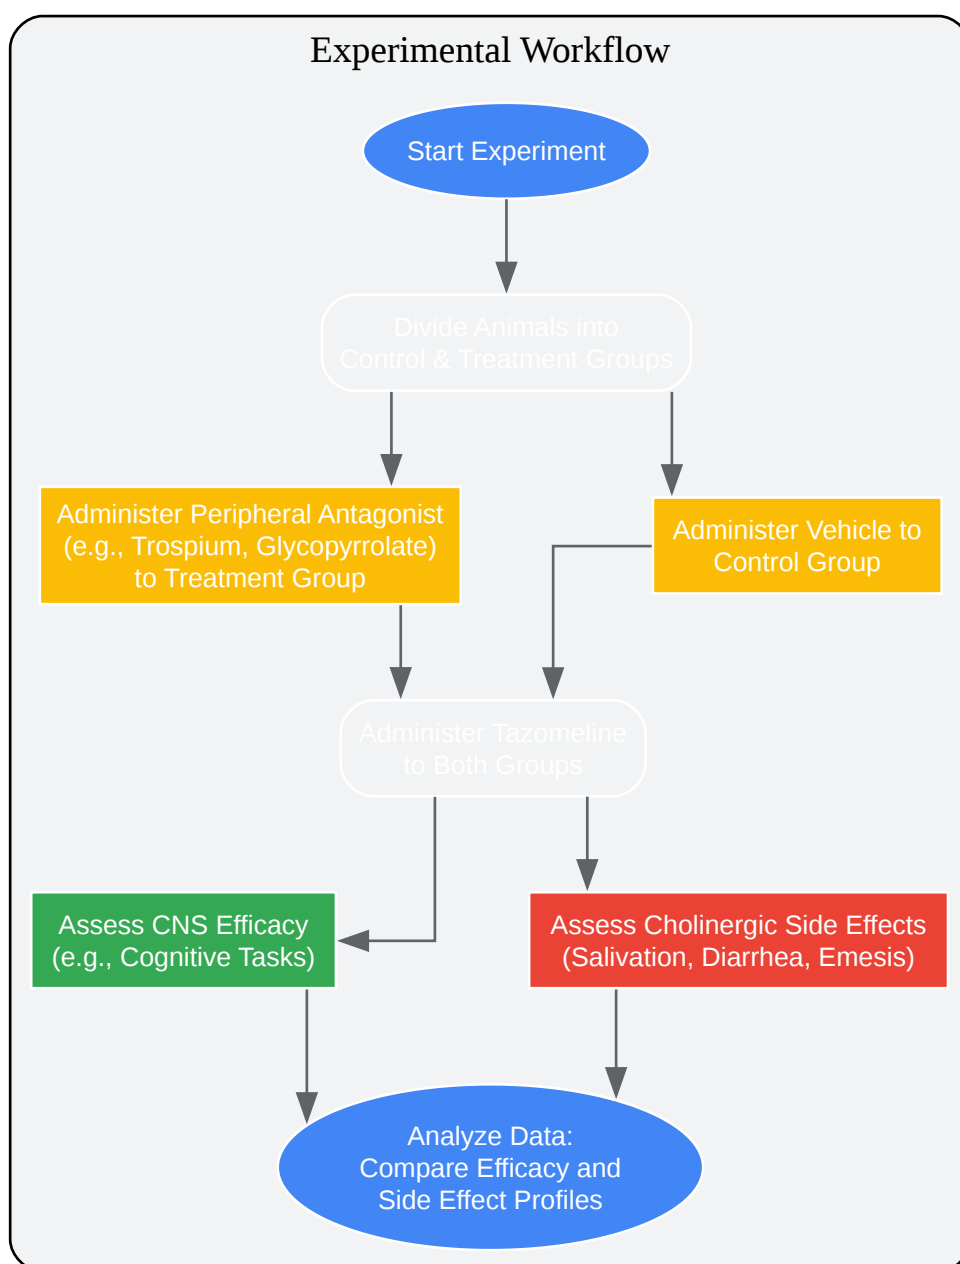 Experimental Workflow
Start Experiment
Divide Animals into
Control & Treatment Groups
Administer Peripheral Antagonist
(e.g., Trospium, Glycopyrrolate)
to Treatment Group
Administer Vehicle to
Control Group
Administer Tazomeline
to Both Groups
Assess CNS Efficacy
(e.g., Cognitive Tasks)
Assess Cholinergic Side Effects
(Salivation, Diarrhea, Emesis)
Analyze Data:
Compare Efficacy and
Side Effect Profiles